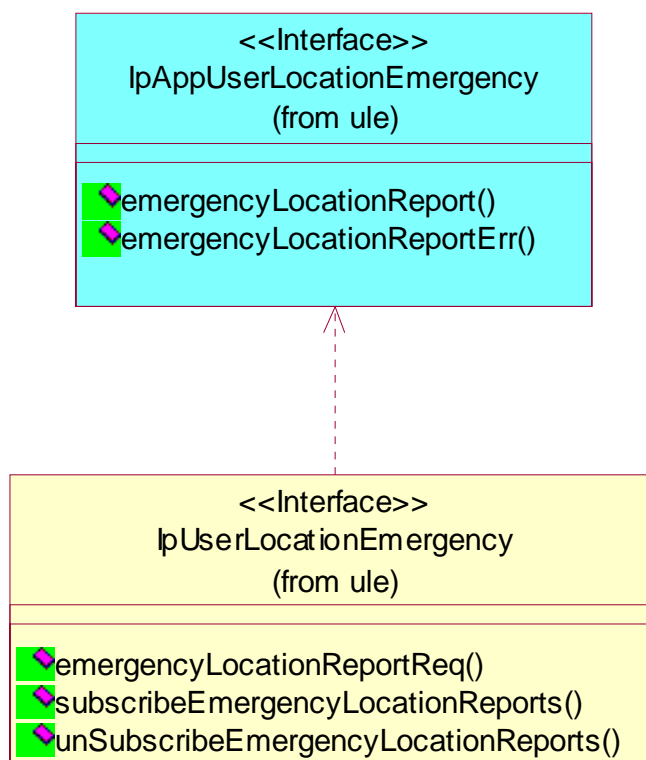 <<Interface>>
IpAppUserLocationEmergency
(from ule)
emergencyLocationReport()
emergencyLocationReportErr()
<<Interface>>
IpUserLocationEmergency
(from ule)
emergencyLocationReportReq()
subscribeEmergencyLocationReports()
unSubscribeEmergencyLocationReports()